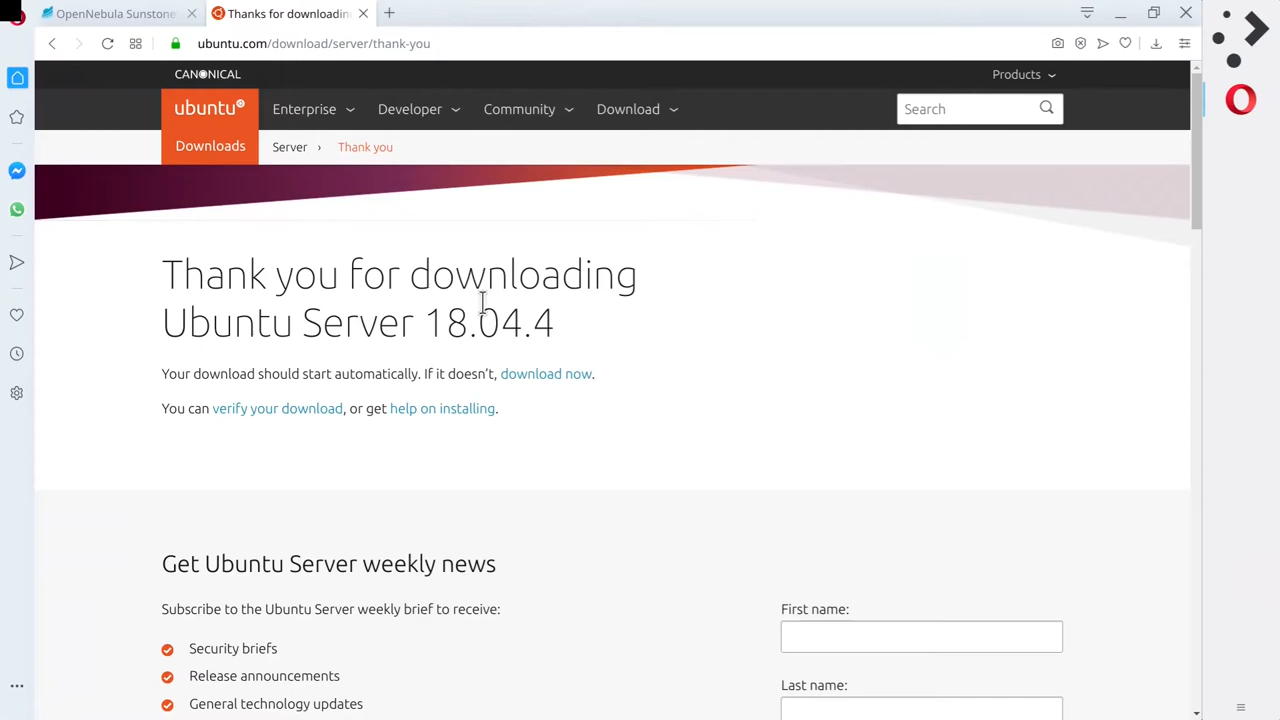 OpenNebula Sunstone
Thanks for downloading
ubuntu.com/download/server/thank-you
CANONICAL
Products
ubuntu
Enterprise
Developer
Community
Download
Search
Downloads
Server › Thank you
Thank you for downloading
Ubuntu Server 18.04.4
Your download should start automatically. If it doesn't, download now.
You can verify your download, or get help on installing.
Get Ubuntu Server weekly news
Subscribe to the Ubuntu Server weekly brief to receive:
First name:
Security briefs
Release announcements
Last name:
General technology updates